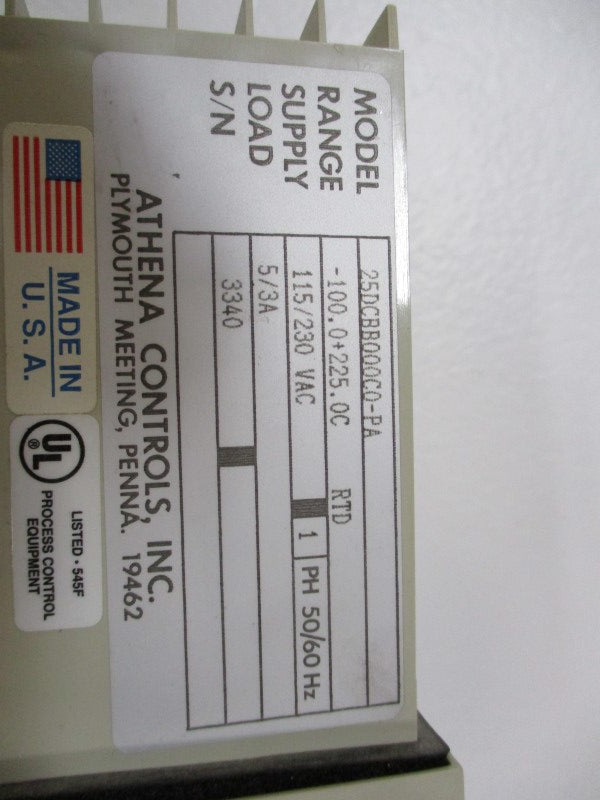 MODEL 25DCBB000C0-PA
RANGE -100.0+225.0C RTD
SUPPLY 115/230 VAC 1 PH 50/60 Hz
LOAD 5/3A
S/N 3340
ATHENA CONTROLS, INC.
PLYMOUTH MEETING, PENNA. 19462
MADE IN
U.S.A.
UL ®
LISTED • 545F
PROCESS CONTROL
EQUIPMENT